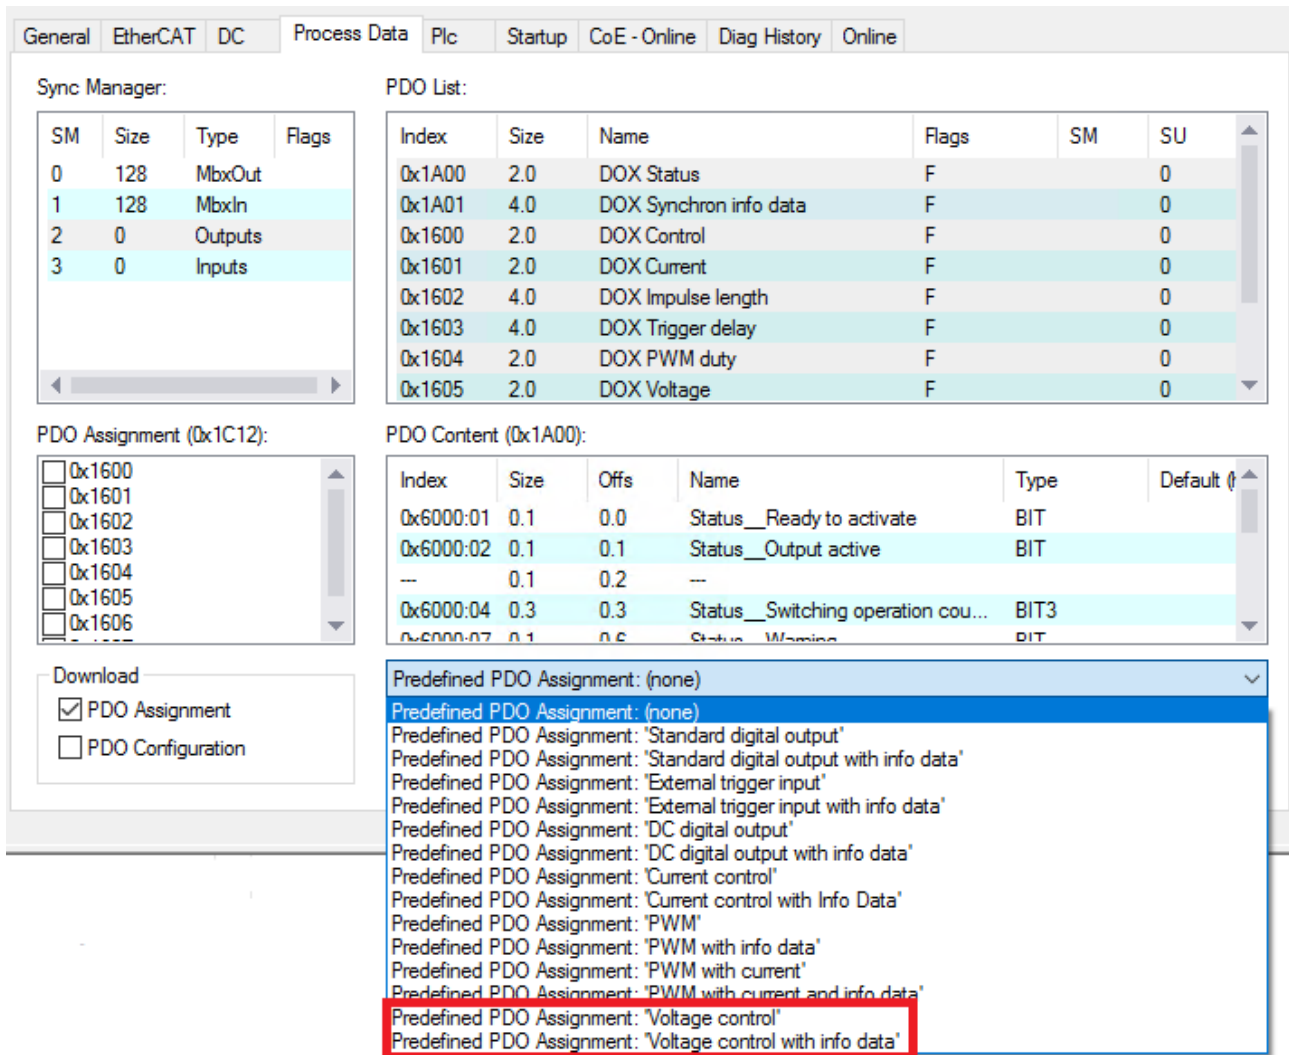 General EtherCAT DC Process Data Plc Startup CoE - Online Diag History Online
Sync Manager:
SM Size Type Flags
0 128 MbxOut
1 128 MbxIn
2 0 Outputs
3 0 Inputs
PDO List:
Index Size Name Flags SM SU
0x1A00 2.0 DOX Status F 0
0x1A01 4.0 DOX Synchron info data F 0
0x1600 2.0 DOX Control F 0
0x1601 2.0 DOX Current F 0
0x1602 4.0 DOX Impulse length F 0
0x1603 4.0 DOX Trigger delay F 0
0x1604 2.0 DOX PWM duty F 0
0x1605 2.0 DOX Voltage F 0
PDO Assignment (0x1C12):
0x1600
0x1601
0x1602
0x1603
0x1604
0x1605
0x1606
PDO Content (0x1A00):
Index Size Offs Name Type Default (h
0x6000:01 0.1 0.0 Status__Ready to activate BIT
0x6000:02 0.1 0.1 Status__Output active BIT
--- 0.1 0.2 ---
0x6000:04 0.3 0.3 Status__Switching operation cou... BIT3
0x6000:07 0.1 0.6 Status__Warning BIT
Download
PDO Assignment
PDO Configuration
Predefined PDO Assignment: (none)
Predefined PDO Assignment: (none)
Predefined PDO Assignment: 'Standard digital output'
Predefined PDO Assignment: 'Standard digital output with info data'
Predefined PDO Assignment: 'External trigger input'
Predefined PDO Assignment: 'External trigger input with info data'
Predefined PDO Assignment: 'DC digital output'
Predefined PDO Assignment: 'DC digital output with info data'
Predefined PDO Assignment: 'Current control'
Predefined PDO Assignment: 'Current control with Info Data'
Predefined PDO Assignment: 'PWM'
Predefined PDO Assignment: 'PWM with info data'
Predefined PDO Assignment: 'PWM with current'
Predefined PDO Assignment: 'PWM with current and info data'
Predefined PDO Assignment: 'Voltage control'
Predefined PDO Assignment: 'Voltage control with info data'